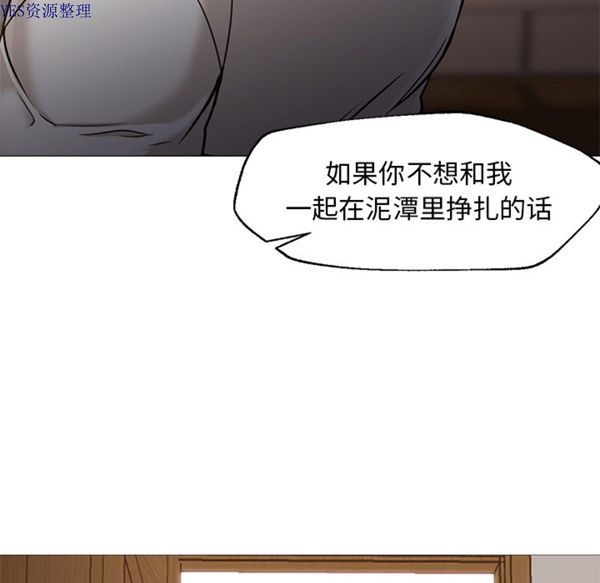 YES资源整理
如果你不想和我
一起在泥潭里挣扎的话